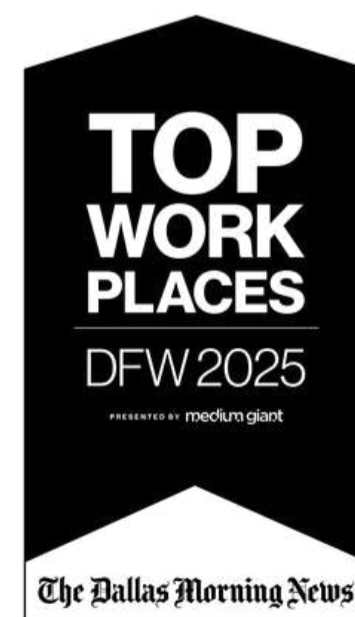 TOP
WORK
PLACES
DFW 2025
PRESENTED BY medium giant
The Dallas Morning News